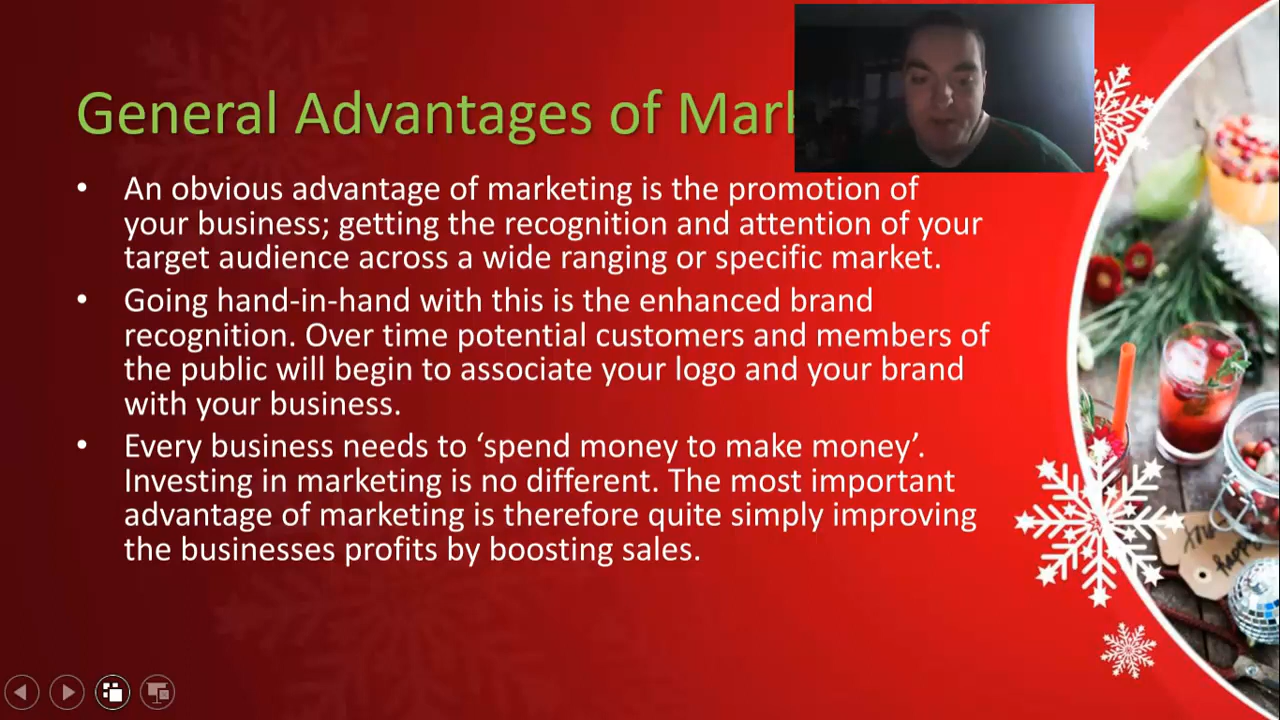 General Advantages of Mark
• An obvious advantage of marketing is the promotion of
your business; getting the recognition and attention of your
target audience across a wide ranging or specific market.
• Going hand-in-hand with this is the enhanced brand
recognition. Over time potential customers and members of
the public will begin to associate your logo and your brand
with your business.
• Every business needs to ‘spend money to make money’.
Investing in marketing is no different. The most important
advantage of marketing is therefore quite simply improving
the businesses profits by boosting sales.